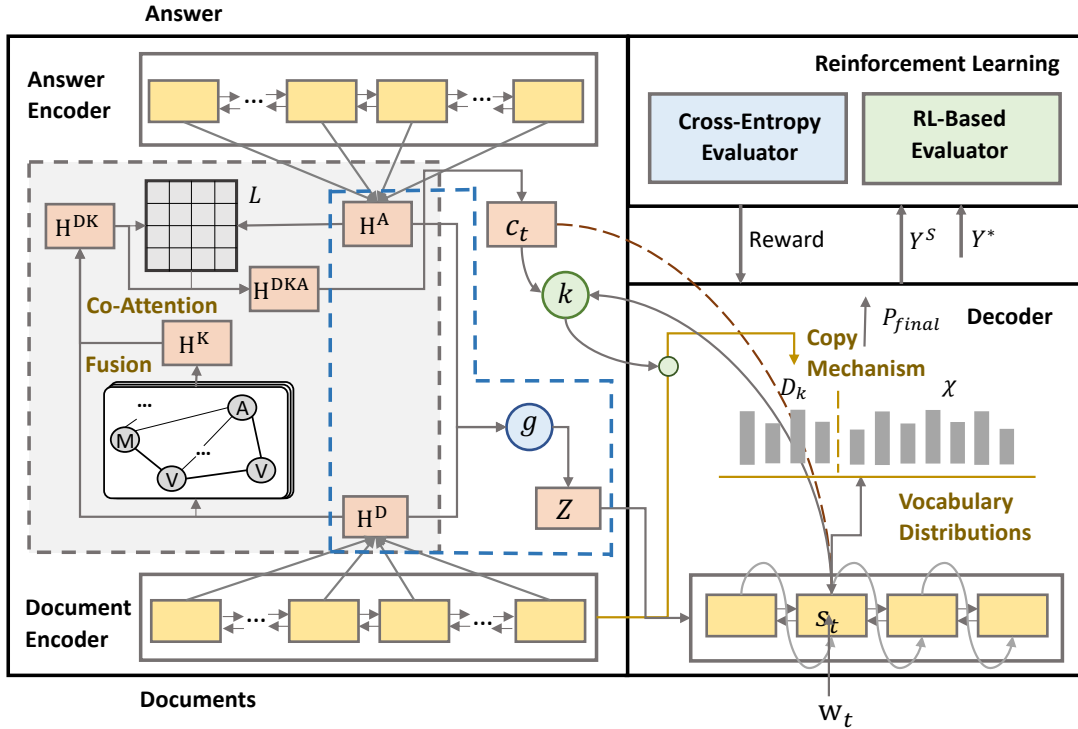 Answer
Answer
Encoder
...
...
Reinforcement Learning
Cross-Entropy
Evaluator
RL-Based
Evaluator
L
H^DK
H^A
c_t
Reward
Y^S
Y^*
H^DKA
Co-Attention
k
P_final
Decoder
H^K
Fusion
Copy
Mechanism
D_k
χ
...
A
M
...
V
V
g
Z
H^D
Vocabulary
Distributions
Document
Encoder
...
...
s_t
Documents
w_t